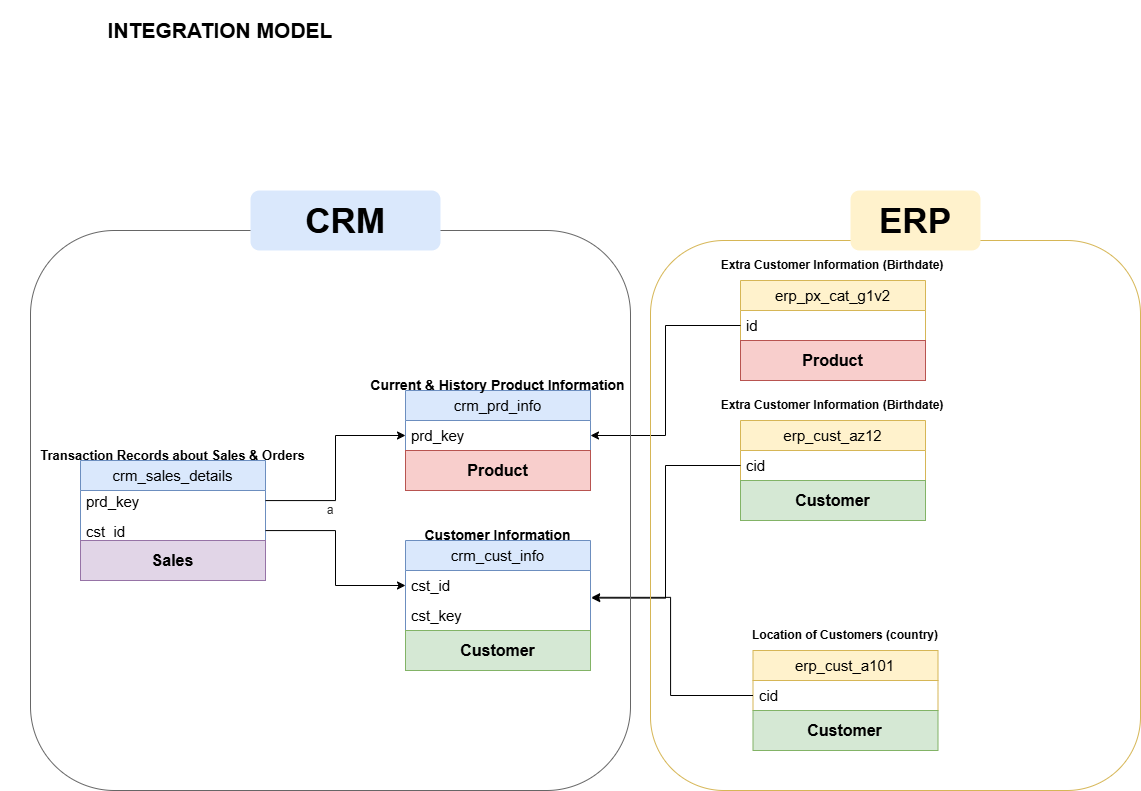 INTEGRATION MODEL
CRM
ERP
Extra Customer Information (Birthdate)
erp_px_cat_g1v2
id
Product
Current & History Product Information
crm_prd_info
prd_key
Product
Extra Customer Information (Birthdate)
erp_cust_az12
cid
Customer
Transaction Records about Sales & Orders
crm_sales_details
prd_key
cst_id
Sales
a
Customer Information
crm_cust_info
cst_id
cst_key
Customer
Location of Customers (country)
erp_cust_a101
cid
Customer